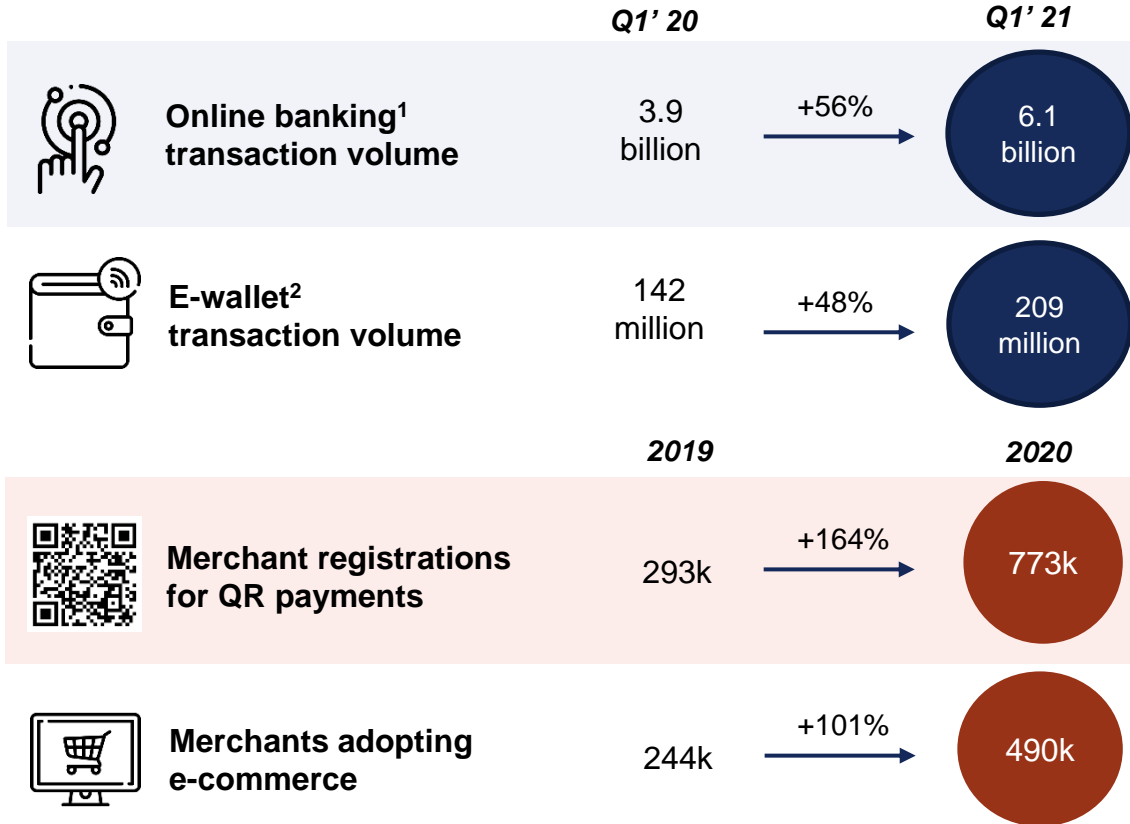 Q1’ 20 Q1’ 21
Online banking¹
transaction volume
3.9
billion
+56%
6.1
billion
E-wallet²
transaction volume
142
million
+48%
209
million
2019 2020
Merchant registrations
for QR payments
293k
+164%
773k
Merchants adopting
e-commerce
244k
+101%
490k